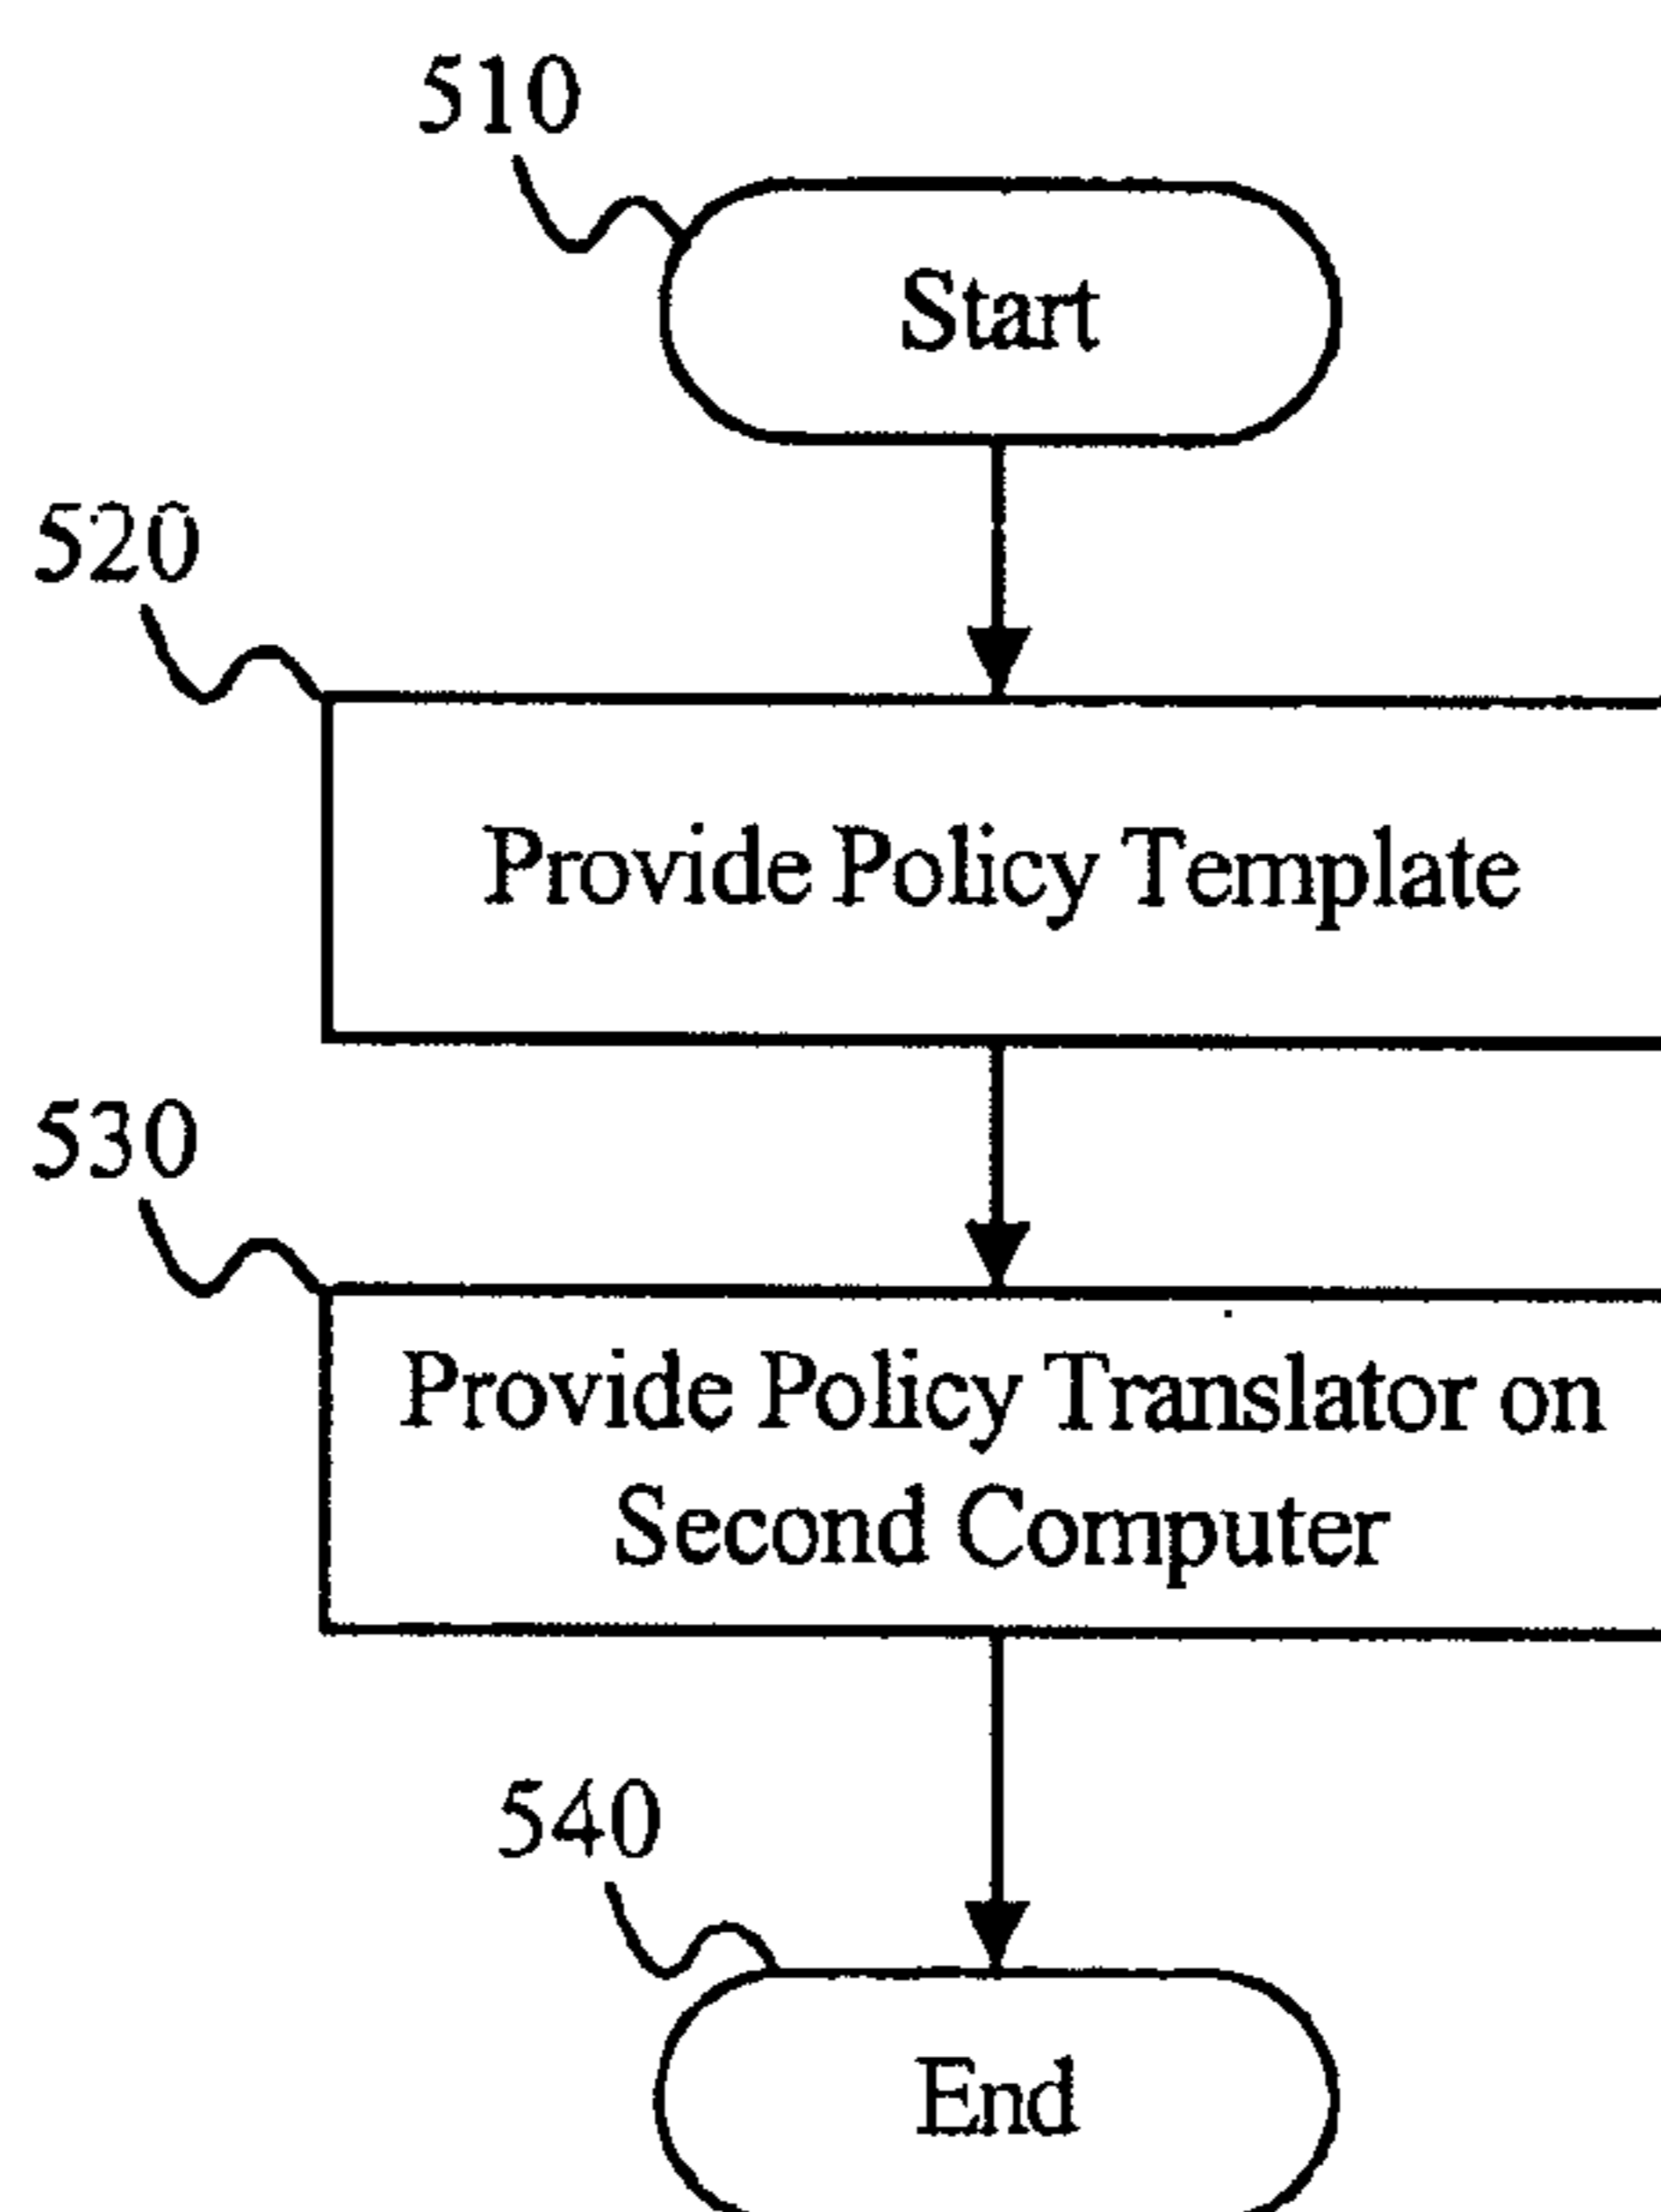 510
Start
520
Provide Policy Template
530
Provide Policy Translator on
Second Computer
540
End